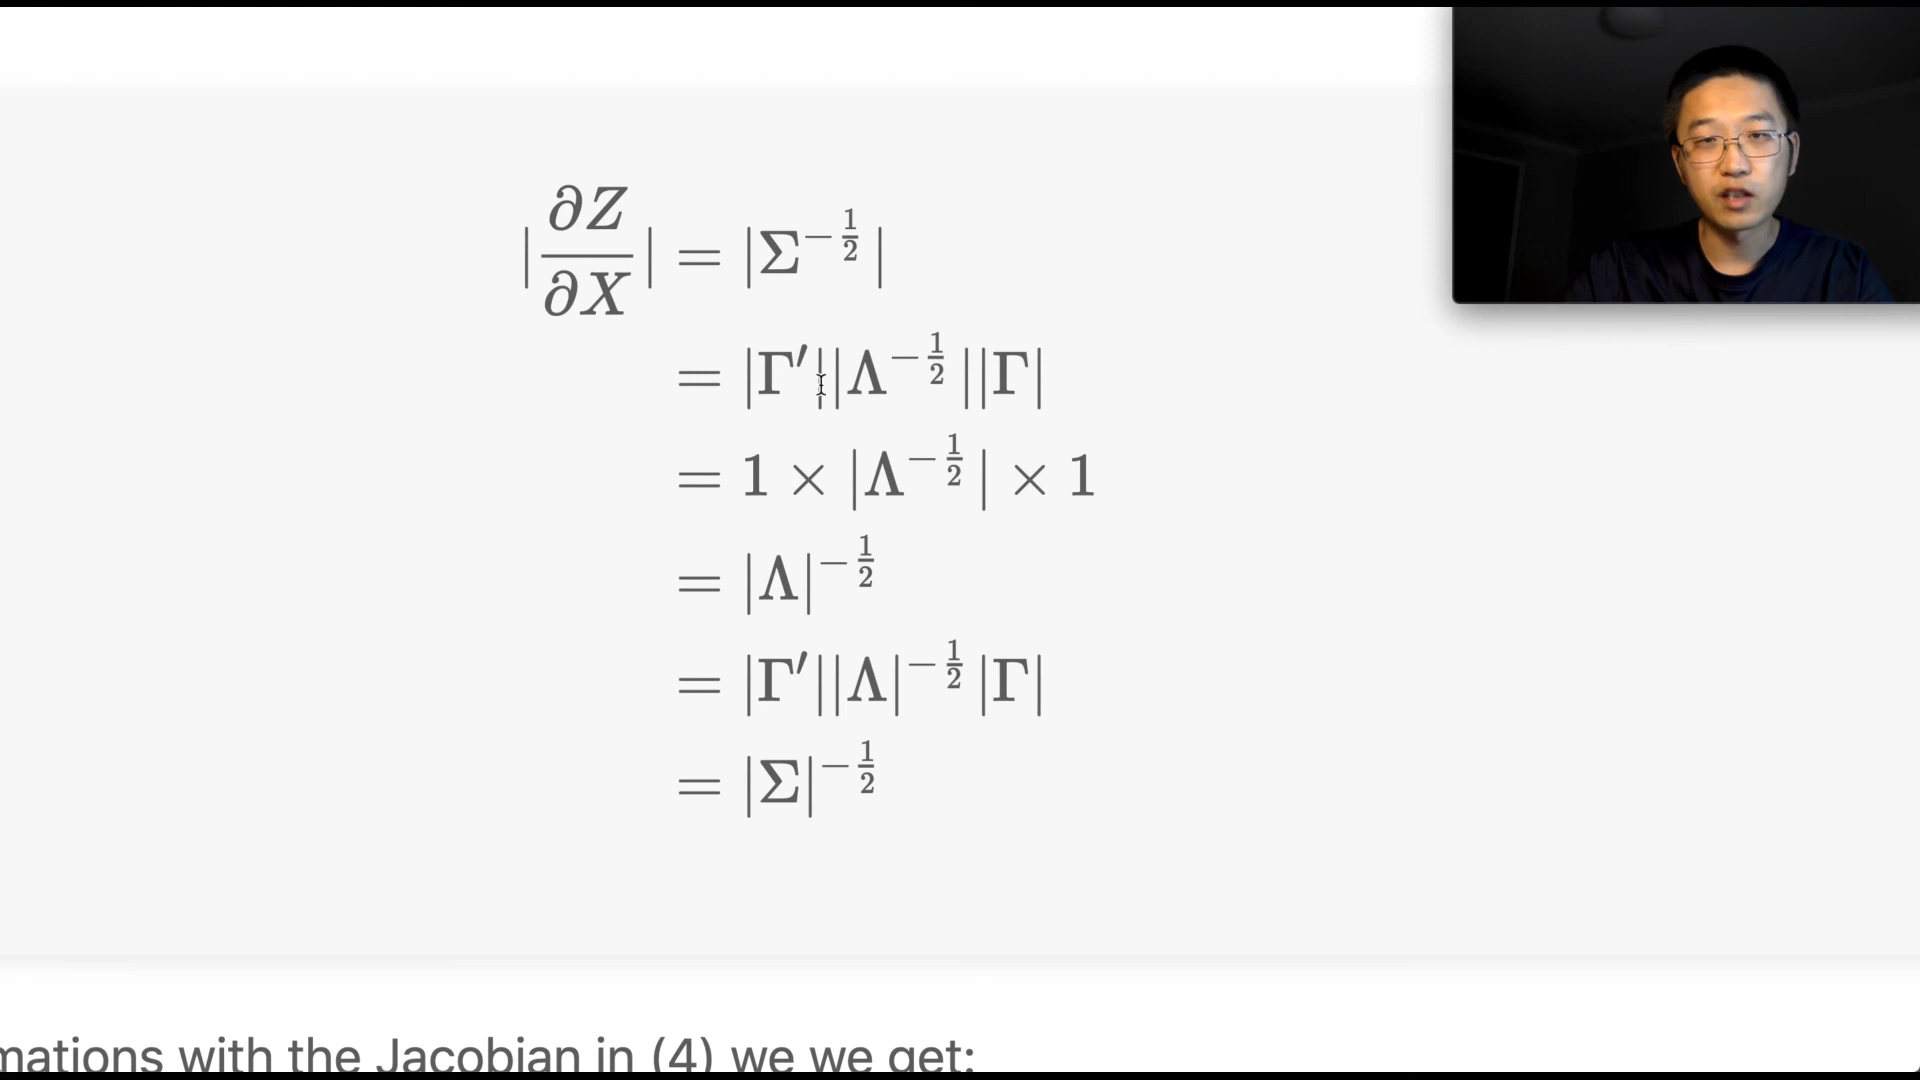 |∂Z/∂X| = |Σ^{-1/2}|
= |Γ′||Λ^{-1/2}||Γ|
= 1 × |Λ^{-1/2}| × 1
= |Λ|^{-1/2}
= |Γ′||Λ|^{-1/2}|Γ|
= |Σ|^{-1/2}
mations with the Jacobian in (4) we we get: